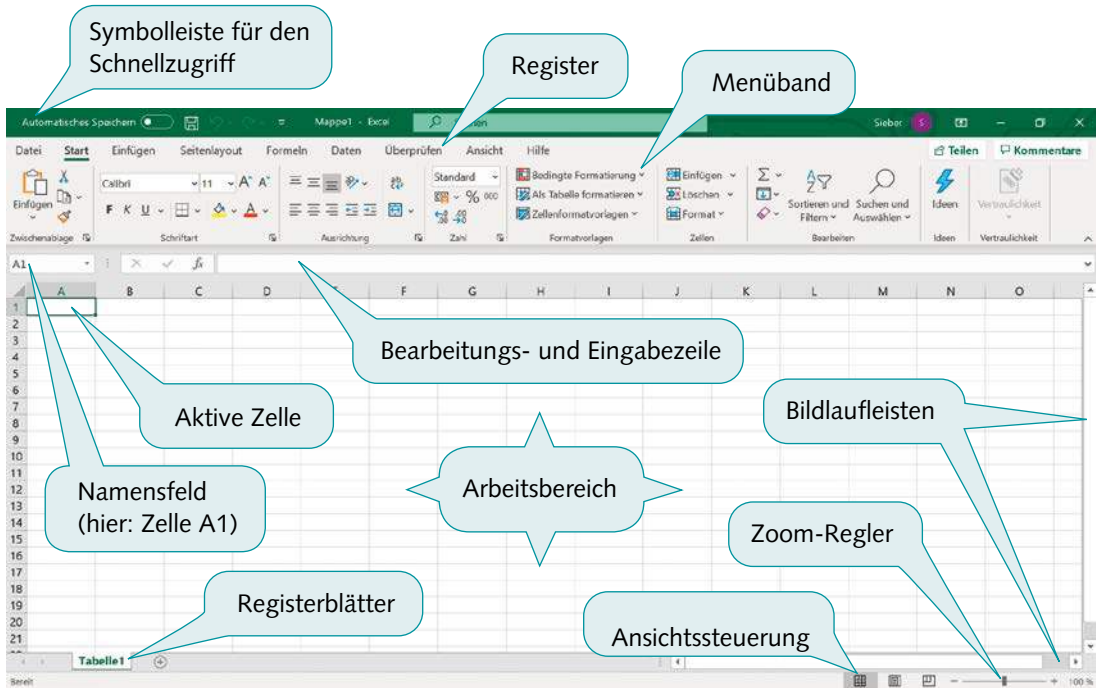 Symbolleiste für den
Schnellzugriff
Register
Menüband
Automatisches Speichern
Mappe1 - Excel
Sieber
S
Datei Start Einfügen Seitenlayout Formeln Daten Überprüfen Ansicht Hilfe
Teilen Kommentare
Einfügen
Calibri 11 A A
F K U A
Standard
% 000
Bedingte Formatierung
Als Tabelle formatieren
Zellenformatvorlagen
Einfügen
Löschen
Format
Sortieren und
Filtern
Suchen und
Auswählen
Ideen
Vertraulichkeit
Zwischenablage Schriftart Ausrichtung Zahl Formatvorlagen Zellen Bearbeiten Ideen Vertraulichkeit
A1 fx
A B C D F G H I J K L M N O
1
2
3
4
5
6
7
8
9
10
11
12
13
14
15
16
17
18
19
20
21
Bearbeitungs- und Eingabezeile
Aktive Zelle
Bildlaufleisten
Namensfeld
(hier: Zelle A1)
Arbeitsbereich
Zoom-Regler
Registerblätter
Ansichtssteuerung
Tabelle1
Bereit
100 %